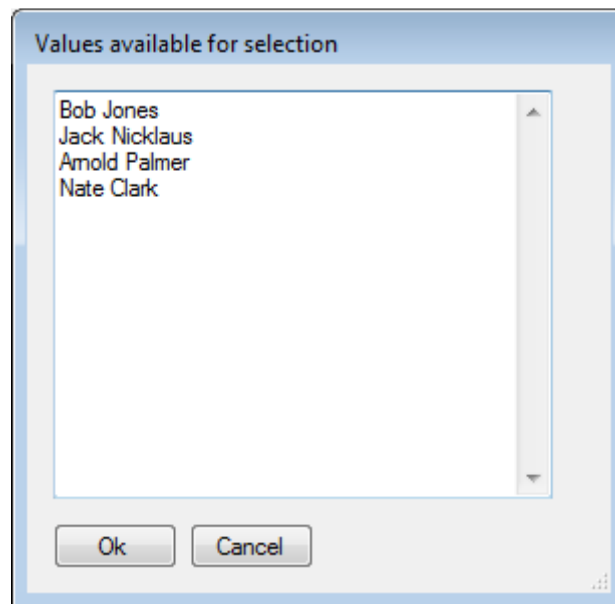 Values available for selection
Bob Jones
Jack Nicklaus
Arnold Palmer
Nate Clark
Ok
Cancel